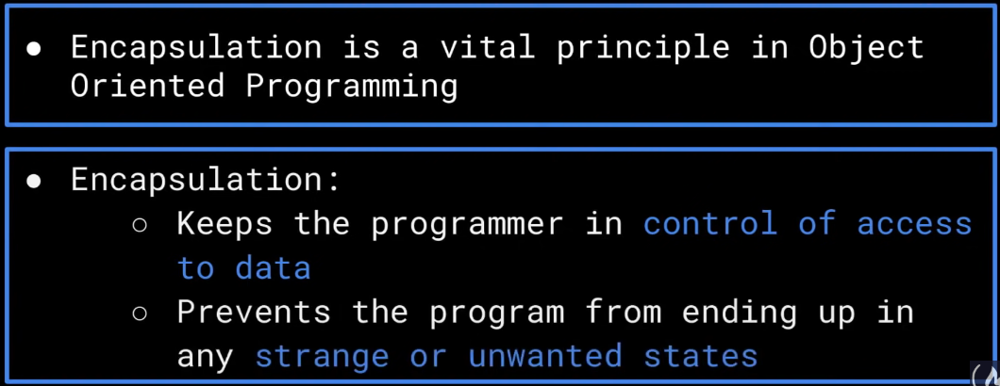 ● Encapsulation is a vital principle in Object
Oriented Programming
● Encapsulation:
○ Keeps the programmer in control of access
to data
○ Prevents the program from ending up in
any strange or unwanted states